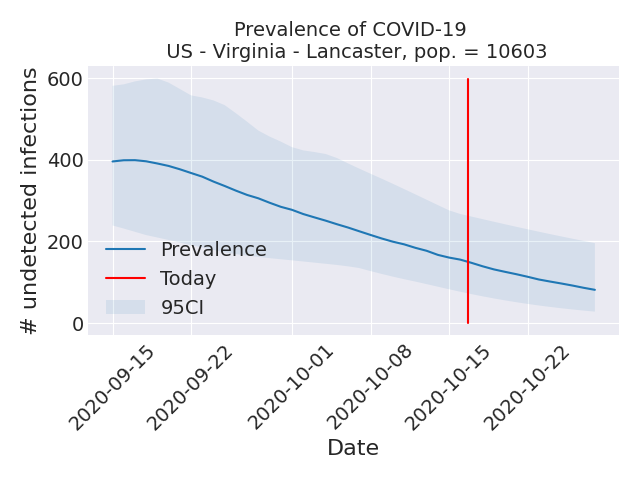 Prevalence of COVID-19
US - Virginia - Lancaster, pop. = 10603
# undetected infections
600
400
200
0
Prevalence
Today
95CI
2020-09-15
2020-09-22
2020-10-01
2020-10-08
2020-10-15
2020-10-22
Date